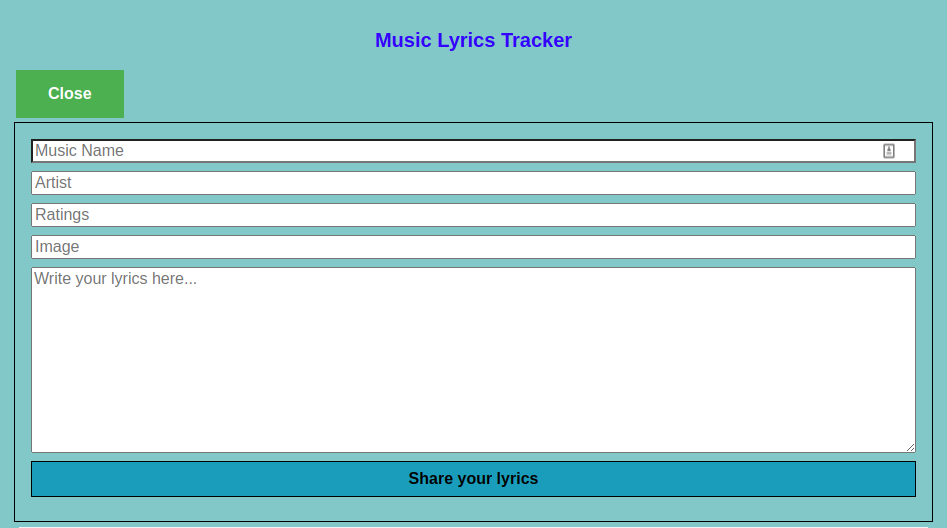 Music Lyrics Tracker
Close
Music Name
Artist
Ratings
Image
Write your lyrics here...
Share your lyrics